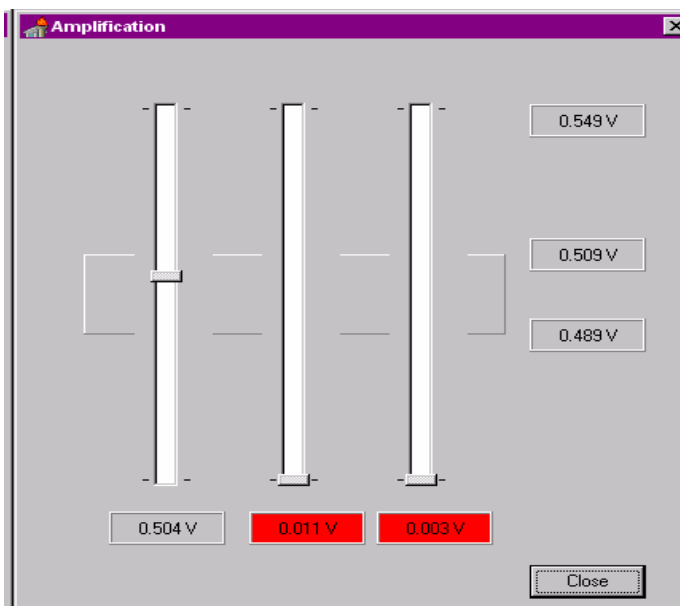 Amplification
0.549 V
0.509 V
0.489 V
0.504 V
0.011 V
0.003 V
Close